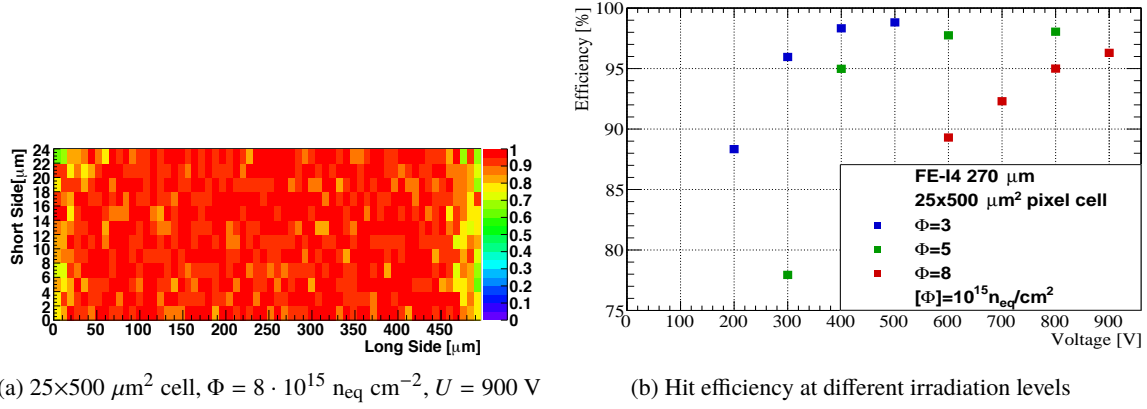 Short Side[μm]
24
22
20
18
16
14
12
10
8
6
4
2
0
0 50 100 150 200 250 300 350 400 450
Long Side [μm]
1
0.9
0.8
0.7
0.6
0.5
0.4
0.3
0.2
0.1
0
(a) 25×500 μm² cell, Φ = 8 · 10¹⁵ n_eq cm⁻², U = 900 V
Efficiency [%]
100
95
90
85
80
75
0 100 200 300 400 500 600 700 800 900
Voltage [V]
FE-I4 270 μm
25x500 μm² pixel cell
Φ=3
Φ=5
Φ=8
[Φ]=10¹⁵n_eq/cm²
(b) Hit efficiency at different irradiation levels